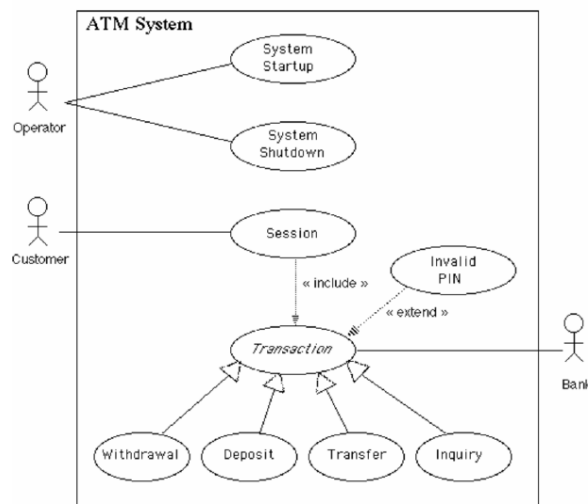 ATM System
System
Startup
Operator
System
Shutdown
Customer
Session
Invalid
PIN
« include »
« extend »
Transaction
Bank
Withdrawal
Deposit
Transfer
Inquiry